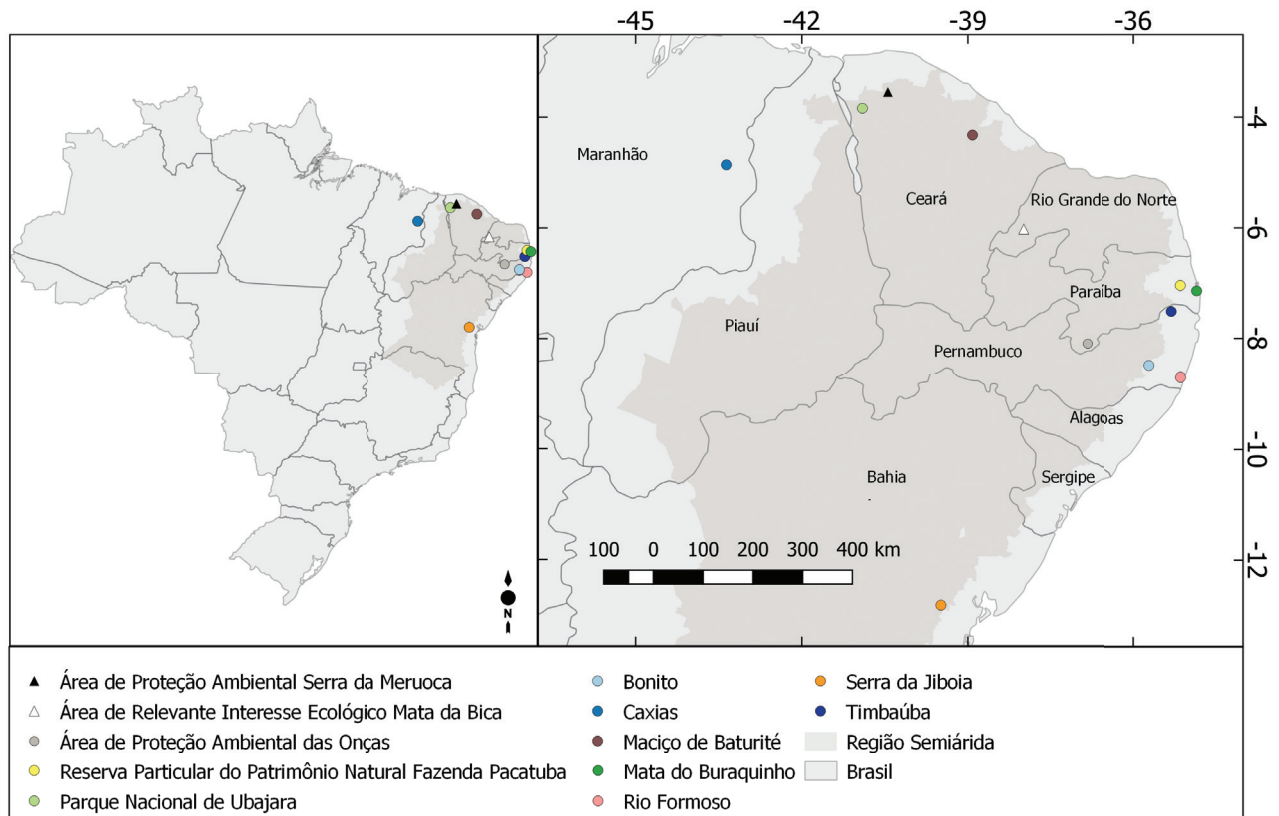 -45 -42 -39 -36
-4
Maranhão
Ceará
Rio Grande do Norte
-6
Paraíba
Piauí
Pernambuco
-8
Alagoas
-10
Bahia
Sergipe
100 0 100 200 300 400 km
-12
N
Área de Proteção Ambiental Serra da Meruoca
Área de Relevante Interesse Ecológico Mata da Bica
Área de Proteção Ambiental das Onças
Reserva Particular do Patrimônio Natural Fazenda Pacatuba
Parque Nacional de Ubajara
Bonito
Caxias
Maciço de Baturité
Mata do Buraquinho
Rio Formoso
Serra da Jiboia
Timbaúba
Região Semiárida
Brasil